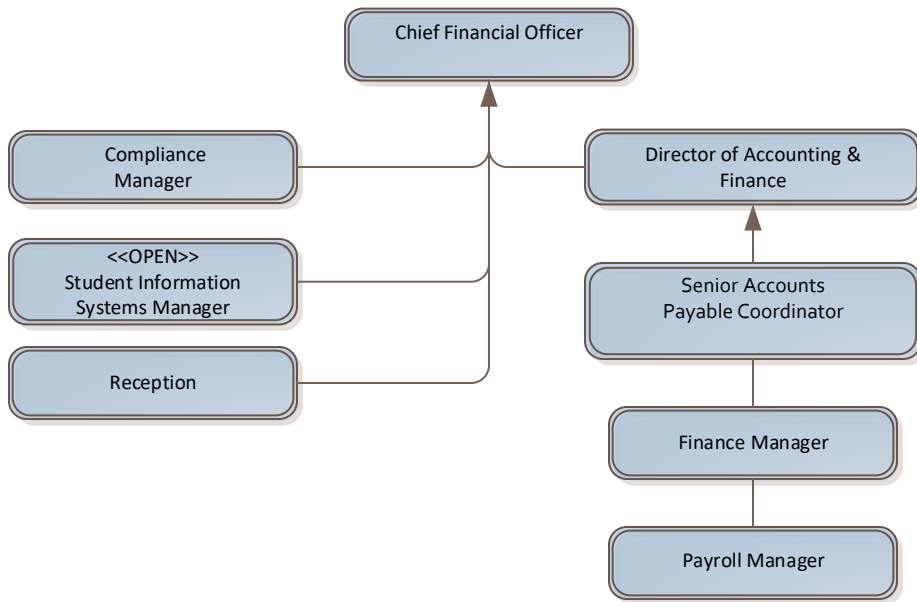 Chief Financial Officer
Compliance
Manager
Director of Accounting &
Finance
<<OPEN>>
Student Information
Systems Manager
Senior Accounts
Payable Coordinator
Reception
Finance Manager
Payroll Manager